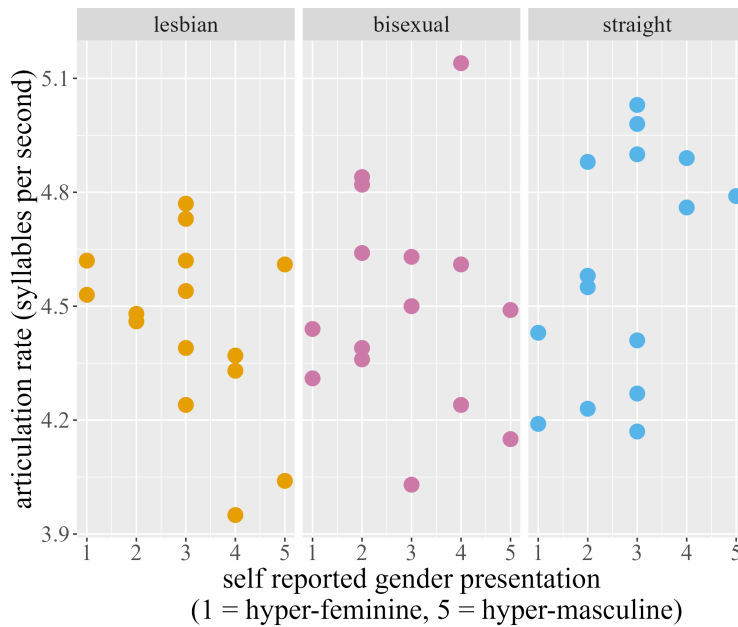 lesbian
bisexual
straight
articulation rate (syllables per second)
5.1
4.8
4.5
4.2
3.9
1 2 3 4 5
1 2 3 4 5
1 2 3 4 5
self reported gender presentation
(1 = hyper-feminine, 5 = hyper-masculine)